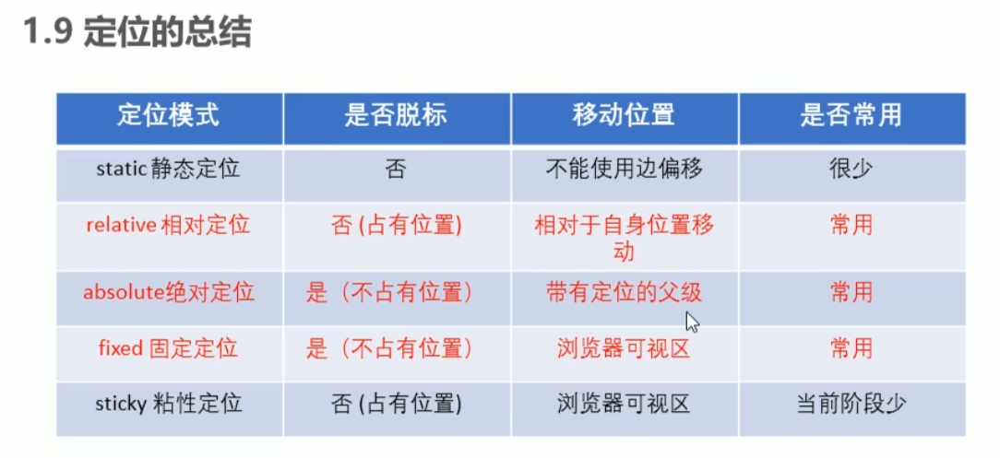 1.9 定位的总结
定位模式 是否脱标 移动位置 是否常用
static 静态定位 否 不能使用边偏移 很少
relative 相对定位 否 (占有位置) 相对于自身位置移 常用
动
absolute绝对定位 是（不占有位置） 带有定位的父级 常用
fixed 固定定位 是（不占有位置） 浏览器可视区 常用
sticky 粘性定位 否 (占有位置) 浏览器可视区 当前阶段少